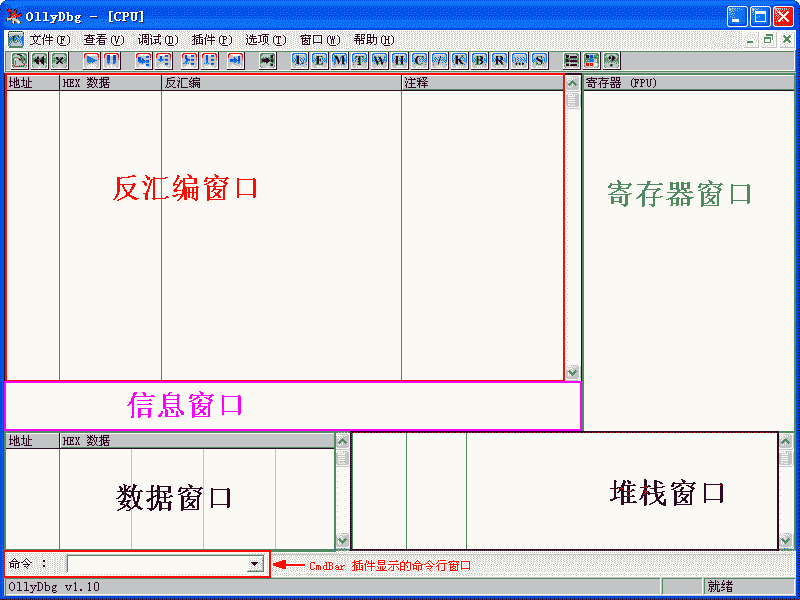 OllyDbg - [CPU]
文件(F) 查看(V) 调试(D) 插件(P) 选项(T) 窗口(W) 帮助(H)
L E M T W H C / K B R ... S ?
地址 HEX 数据 反汇编 注释 寄存器 (FPU)
反汇编窗口
寄存器窗口
信息窗口
地址 HEX 数据
数据窗口
堆栈窗口
命令 :
CmdBar 插件显示的命令行窗口
OllyDbg v1.10 就绪